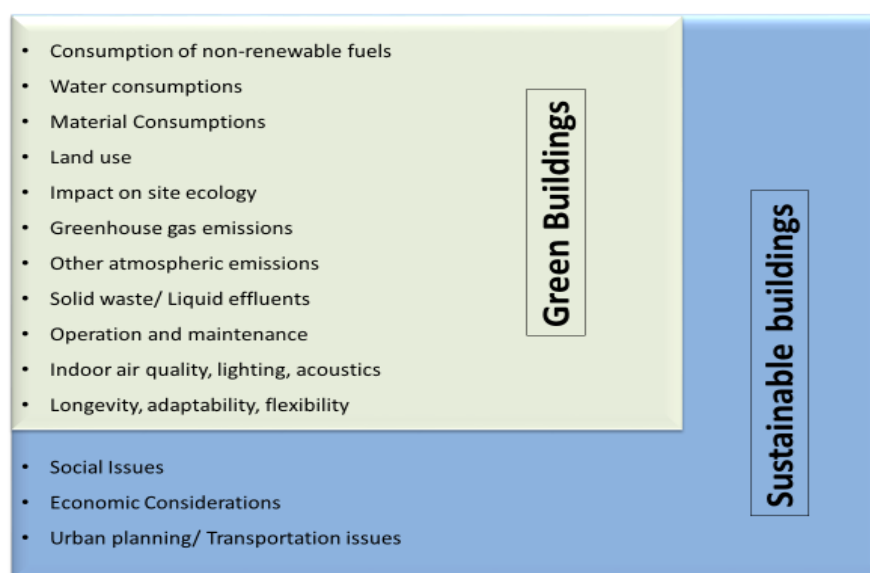 • Consumption of non-renewable fuels
• Water consumptions
• Material Consumptions
• Land use
• Impact on site ecology
• Greenhouse gas emissions
• Other atmospheric emissions
• Solid waste/ Liquid effluents
• Operation and maintenance
• Indoor air quality, lighting, acoustics
• Longevity, adaptability, flexibility
Green Buildings
• Social Issues
• Economic Considerations
• Urban planning/ Transportation issues
Sustainable buildings